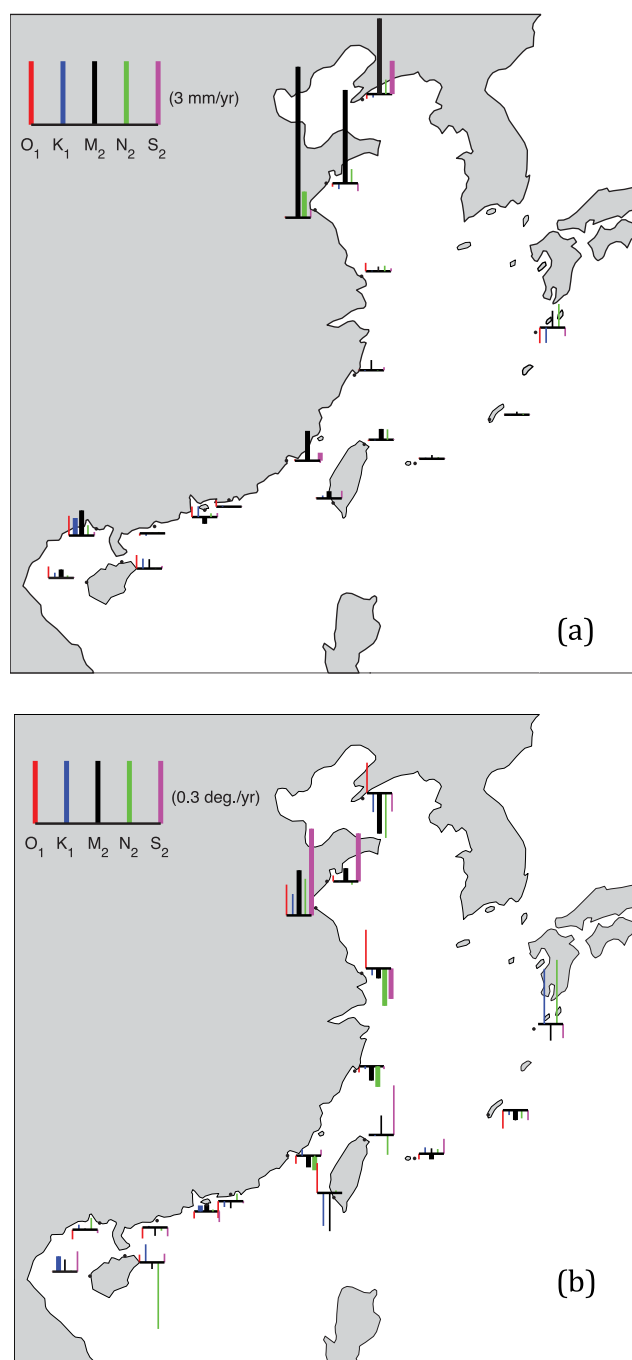 (3 mm/yr)
O₁ K₁ M₂ N₂ S₂
(a)
(0.3 deg./yr)
O₁ K₁ M₂ N₂ S₂
(b)